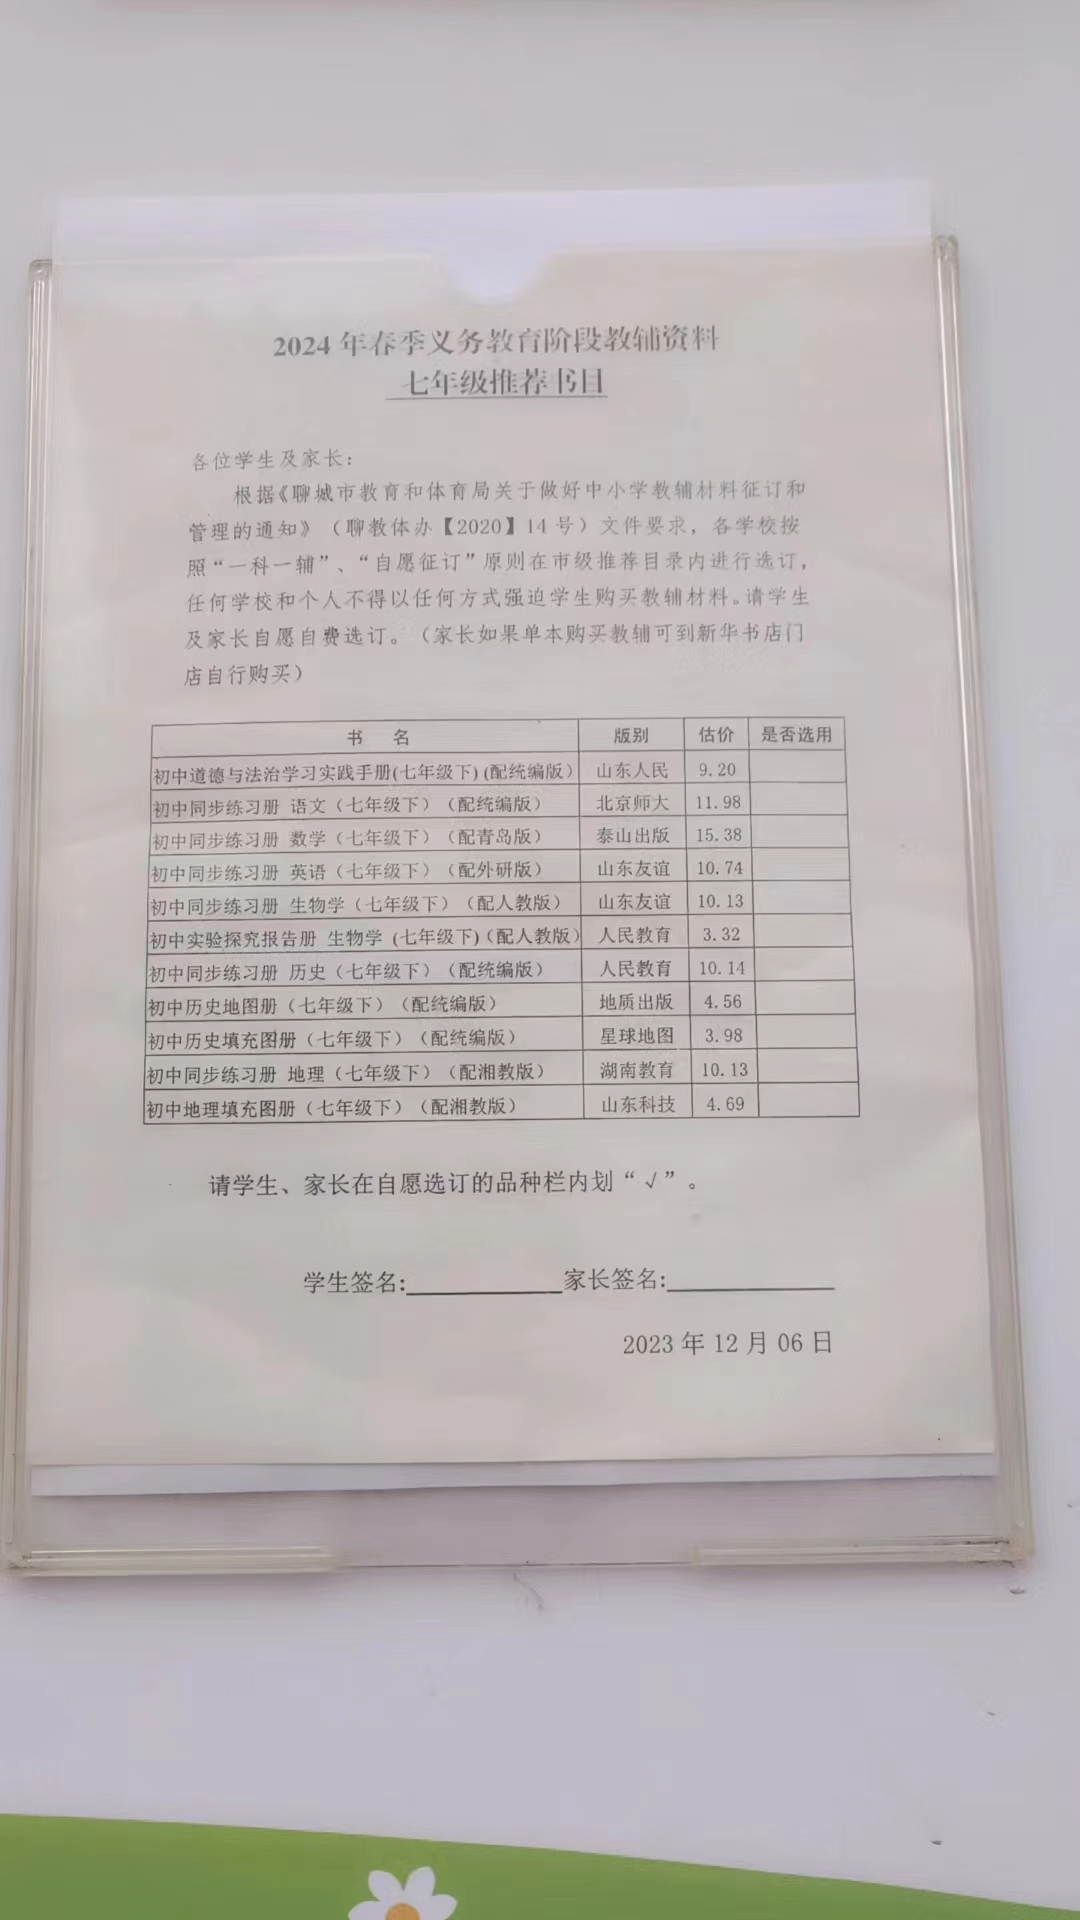 2024 年春季义务教育阶段教辅资料
七年级推荐书目
各位学生及家长：
根据《聊城市教育和体育局关于做好中小学教辅材料征订和
管理的通知》（聊教体办【2020】14 号）文件要求，各学校按
照“一科一辅”、“自愿征订”原则在市级推荐目录内进行选订，
任何学校和个人不得以任何方式强迫学生购买教辅材料。请学生
及家长自愿自费选订。（家长如果单本购买教辅可到新华书店门
店自行购买）
书 名 版别 估价 是否选用
初中道德与法治学习实践手册(七年级下) (配统编版） 山东人民 9.20
初中同步练习册 语文（七年级下）（配统编版） 北京师大 11.98
初中同步练习册 数学（七年级下）（配青岛版） 泰山出版 15.38
初中同步练习册 英语（七年级下）（配外研版） 山东友谊 10.74
初中同步练习册 生物学（七年级下）（配人教版） 山东友谊 10.13
初中实验探究报告册 生物学 (七年级下)（配人教版） 人民教育 3.32
初中同步练习册 历史（七年级下）（配统编版） 人民教育 10.14
初中历史地图册（七年级下）（配统编版） 地质出版 4.56
初中历史填充图册（七年级下）（配统编版） 星球地图 3.98
初中同步练习册 地理（七年级下）（配湘教版） 湖南教育 10.13
初中地理填充图册（七年级下）（配湘教版） 山东科技 4.69
请学生、家长在自愿选订的品种栏内划“√”。
学生签名:____________家长签名:____________
2023 年 12 月 06 日